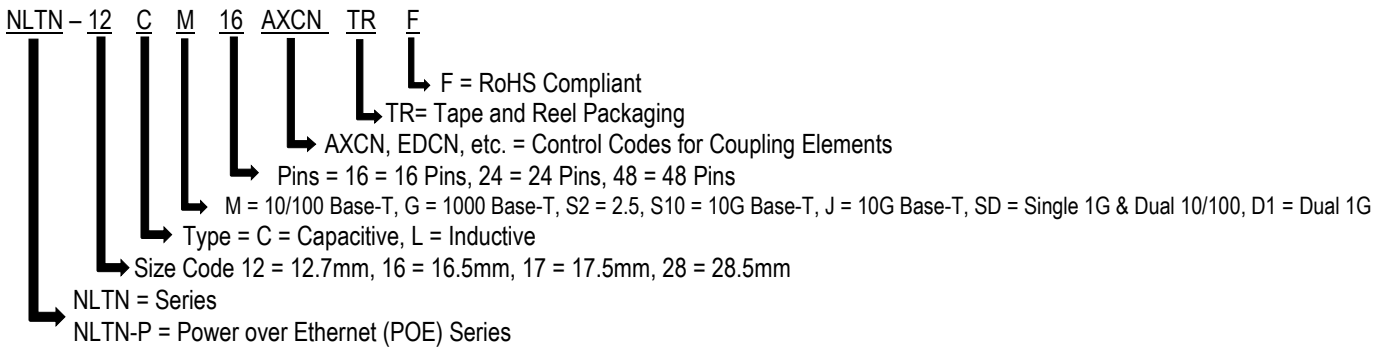 NLTN – 12 C M 16 AXCN TR F
F = RoHS Compliant
TR= Tape and Reel Packaging
AXCN, EDCN, etc. = Control Codes for Coupling Elements
Pins = 16 = 16 Pins, 24 = 24 Pins, 48 = 48 Pins
M = 10/100 Base-T, G = 1000 Base-T, S2 = 2.5, S10 = 10G Base-T, J = 10G Base-T, SD = Single 1G & Dual 10/100, D1 = Dual 1G
Type = C = Capacitive, L = Inductive
Size Code 12 = 12.7mm, 16 = 16.5mm, 17 = 17.5mm, 28 = 28.5mm
NLTN = Series
NLTN-P = Power over Ethernet (POE) Series